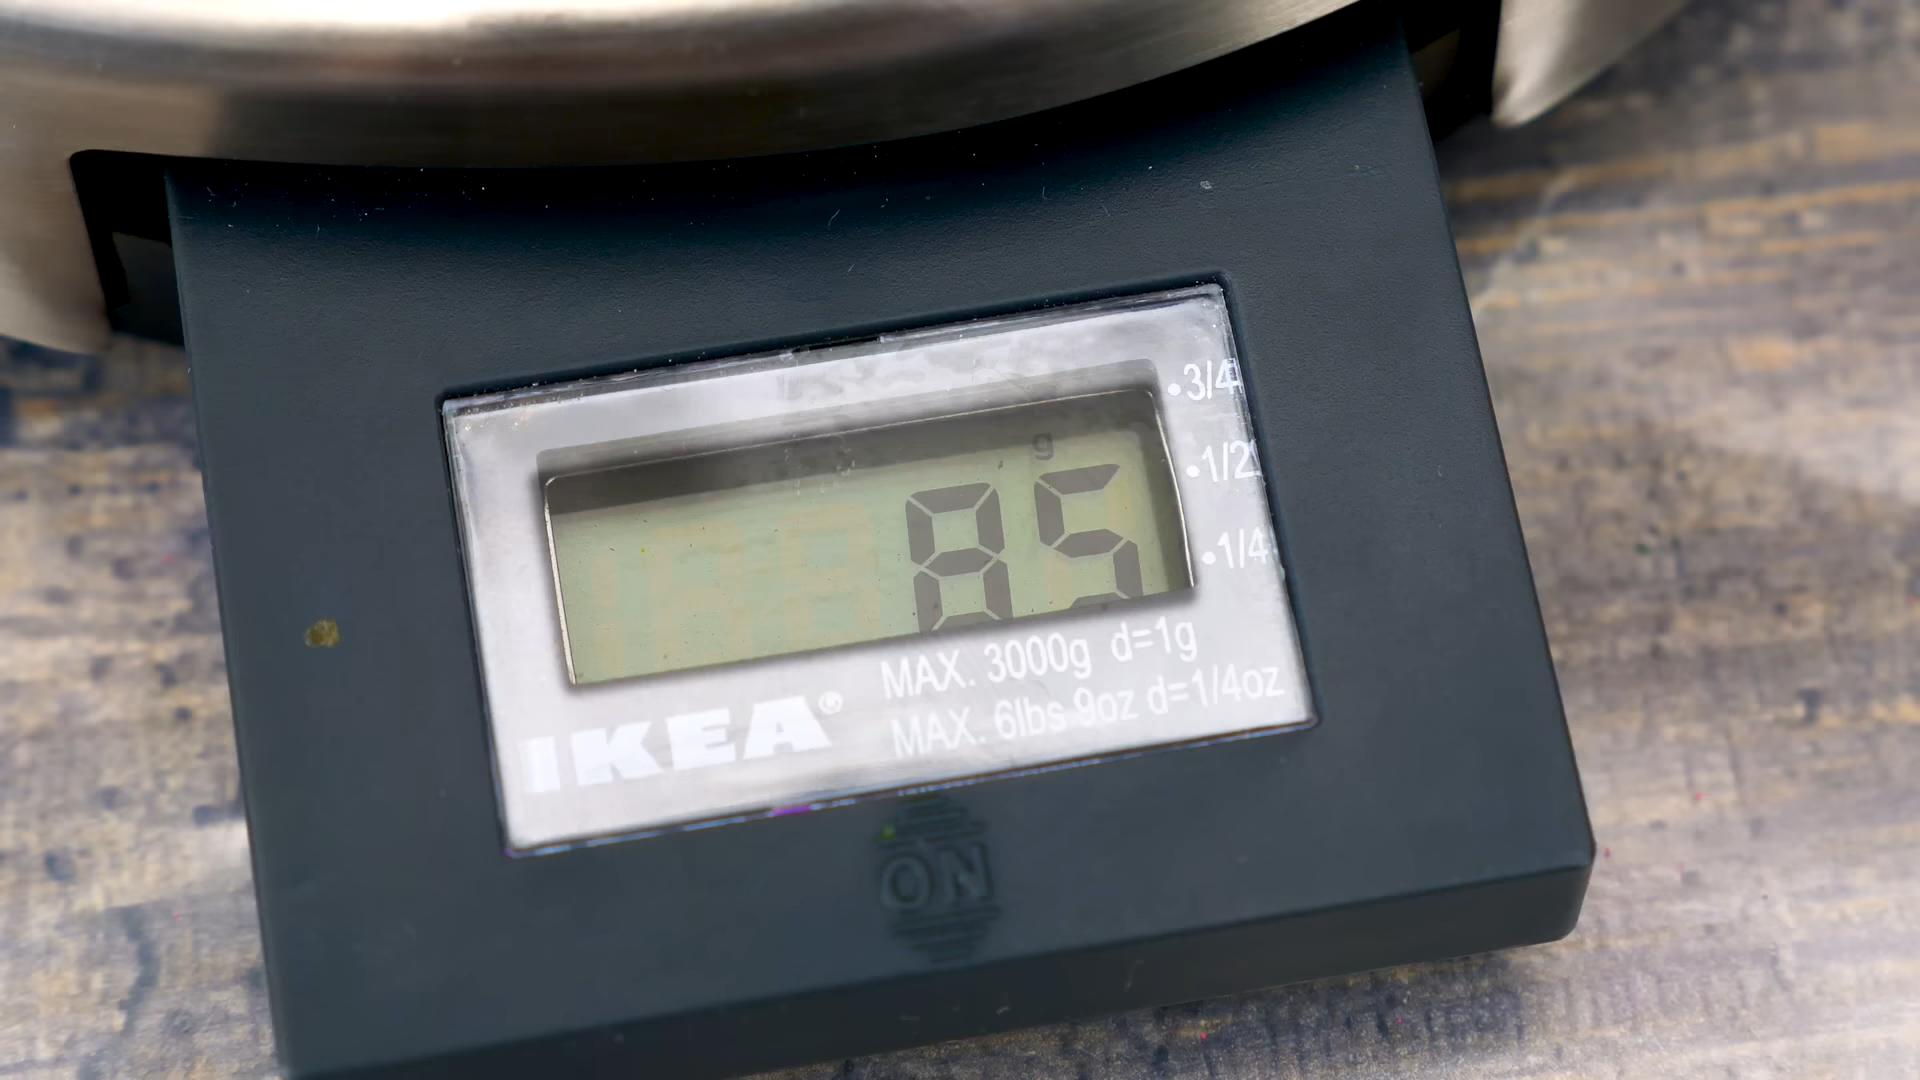 •3/4
g
•1/2
85
•1/4
MAX. 3000g d=1g
MAX. 6lbs 9oz d=1/4oz
IKEA®
ON